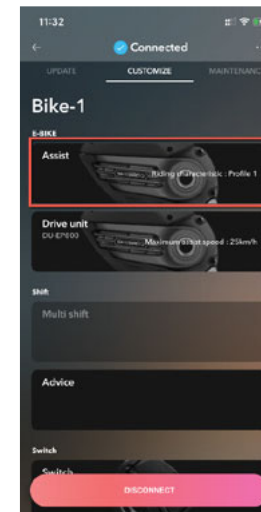 11:32
Connected
UPDATE CUSTOMIZE MAINTENANC
Bike-1
E-BIKE
Assist
Riding characteristic : Profile 1
Drive unit
DU-EP800
Maximum assist speed : 25km/h
Shift
Multi shift
Advice
Switch
Switch
DISCONNECT